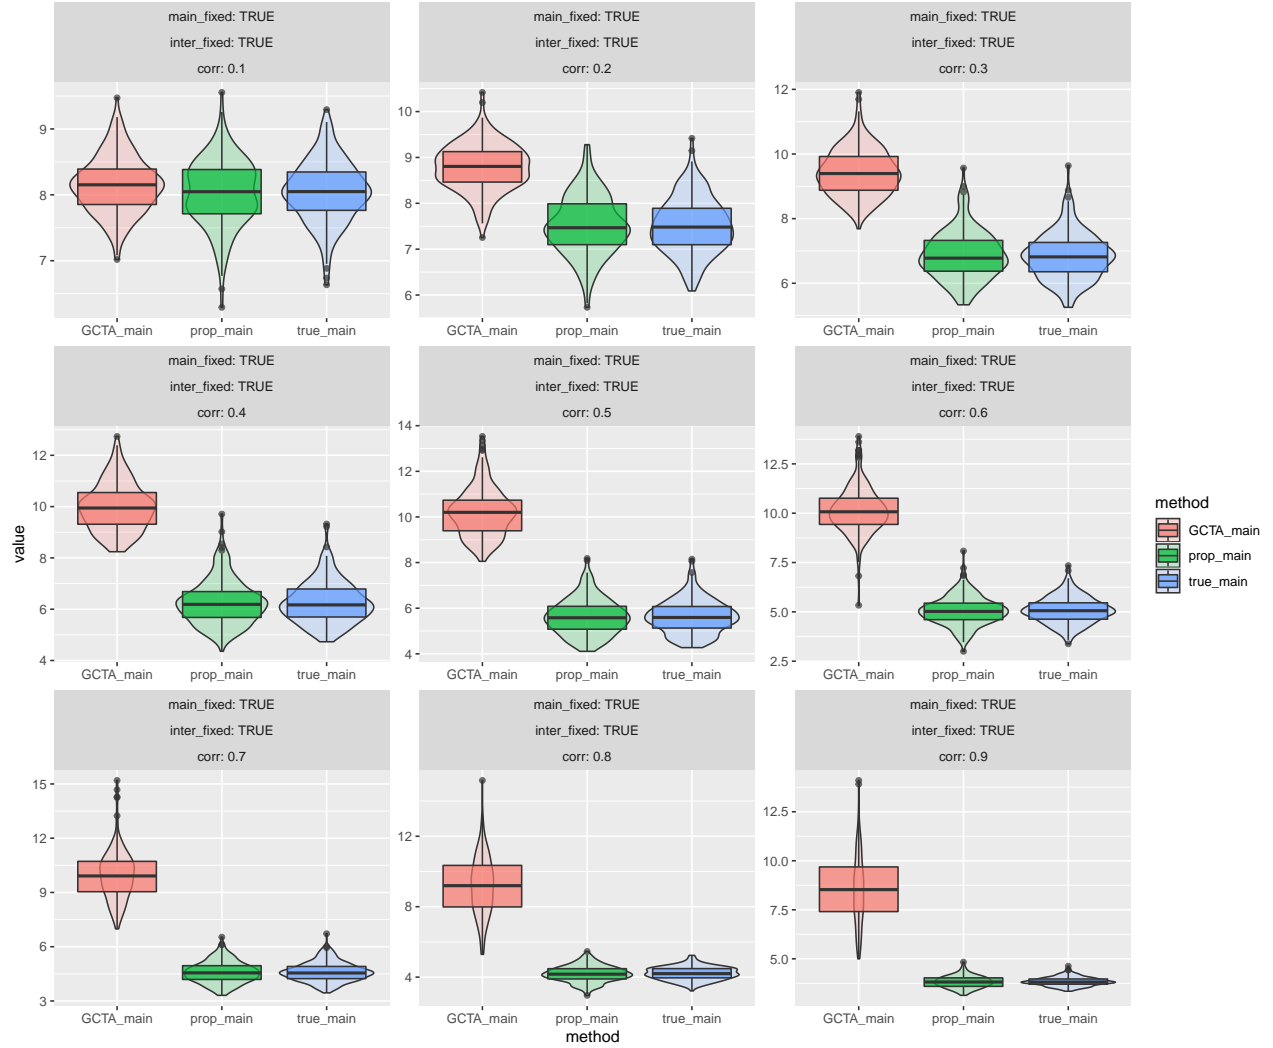 main_fixed: TRUE
inter_fixed: TRUE
corr: 0.1
9
8
7
GCTA_main prop_main true_main
main_fixed: TRUE
inter_fixed: TRUE
corr: 0.2
10
9
8
7
6
GCTA_main prop_main true_main
main_fixed: TRUE
inter_fixed: TRUE
corr: 0.3
12
10
8
6
GCTA_main prop_main true_main
main_fixed: TRUE
inter_fixed: TRUE
corr: 0.4
12
10
8
6
4
GCTA_main prop_main true_main
main_fixed: TRUE
inter_fixed: TRUE
corr: 0.5
14
12
10
8
6
4
GCTA_main prop_main true_main
main_fixed: TRUE
inter_fixed: TRUE
corr: 0.6
12.5
10.0
7.5
5.0
2.5
GCTA_main prop_main true_main
main_fixed: TRUE
inter_fixed: TRUE
corr: 0.7
15
12
9
6
3
GCTA_main prop_main true_main
main_fixed: TRUE
inter_fixed: TRUE
corr: 0.8
12
8
4
GCTA_main prop_main true_main
main_fixed: TRUE
inter_fixed: TRUE
corr: 0.9
12.5
10.0
7.5
5.0
GCTA_main prop_main true_main
value
method
method
GCTA_main
prop_main
true_main